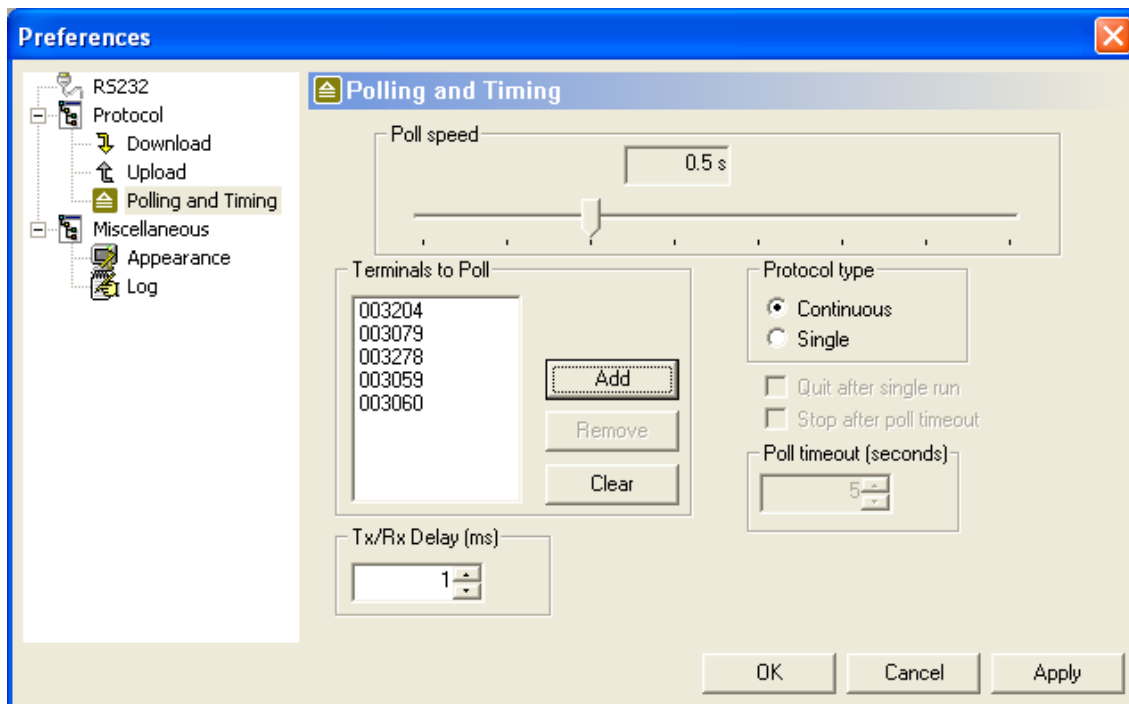 Preferences
RS232
Protocol
Download
Upload
Polling and Timing
Miscellaneous
Appearance
Log
Polling and Timing
Poll speed
0.5 s
Terminals to Poll
003204
003079
003278
003059
003060
Add
Remove
Clear
Protocol type
Continuous
Single
Quit after single run
Stop after poll timeout
Poll timeout (seconds)
5
Tx/Rx Delay (ms)
1
OK
Cancel
Apply